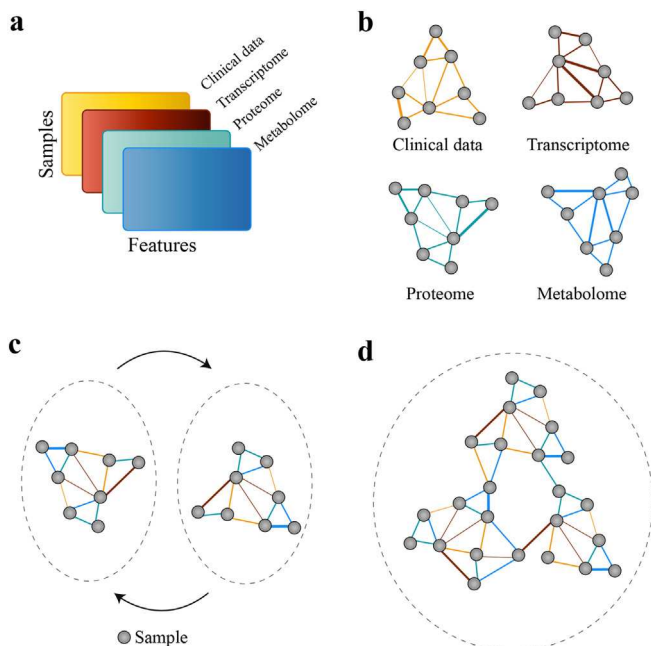 a
Clinical data
Transcriptome
Proteome
Metabolome
Samples
Features
b
Clinical data
Transcriptome
Proteome
Metabolome
c
Sample
d